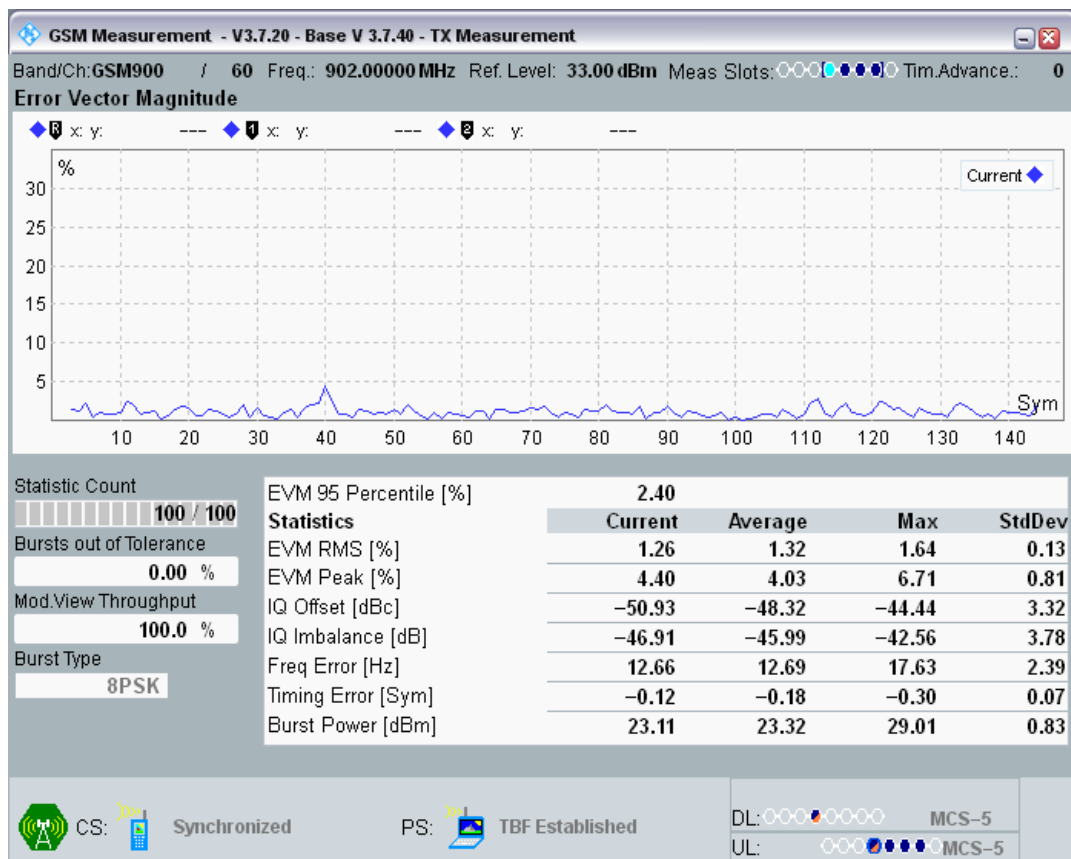 GSM Measurement - V3.7.20 - Base V 3.7.40 - TX Measurement
Band/Ch:GSM900 / 60 Freq.: 902.00000 MHz Ref. Level: 33.00 dBm Meas Slots: Tim.Advance.: 0
Error Vector Magnitude
R x: y: --- 1 x: y: --- 2 x: y: ---
%
Current
30
25
20
15
10
5
Sym
10 20 30 40 50 60 70 80 90 100 110 120 130 140
Statistic Count
100 / 100
Bursts out of Tolerance
0.00 %
Mod.View Throughput
100.0 %
Burst Type
8PSK
EVM 95 Percentile [%] 2.40
Statistics Current Average Max StdDev
EVM RMS [%] 1.26 1.32 1.64 0.13
EVM Peak [%] 4.40 4.03 6.71 0.81
IQ Offset [dBc] −50.93 −48.32 −44.44 3.32
IQ Imbalance [dB] −46.91 −45.99 −42.56 3.78
Freq Error [Hz] 12.66 12.69 17.63 2.39
Timing Error [Sym] −0.12 −0.18 −0.30 0.07
Burst Power [dBm] 23.11 23.32 29.01 0.83
CS: Synchronized PS: TBF Established
DL: MCS−5
UL: MCS−5